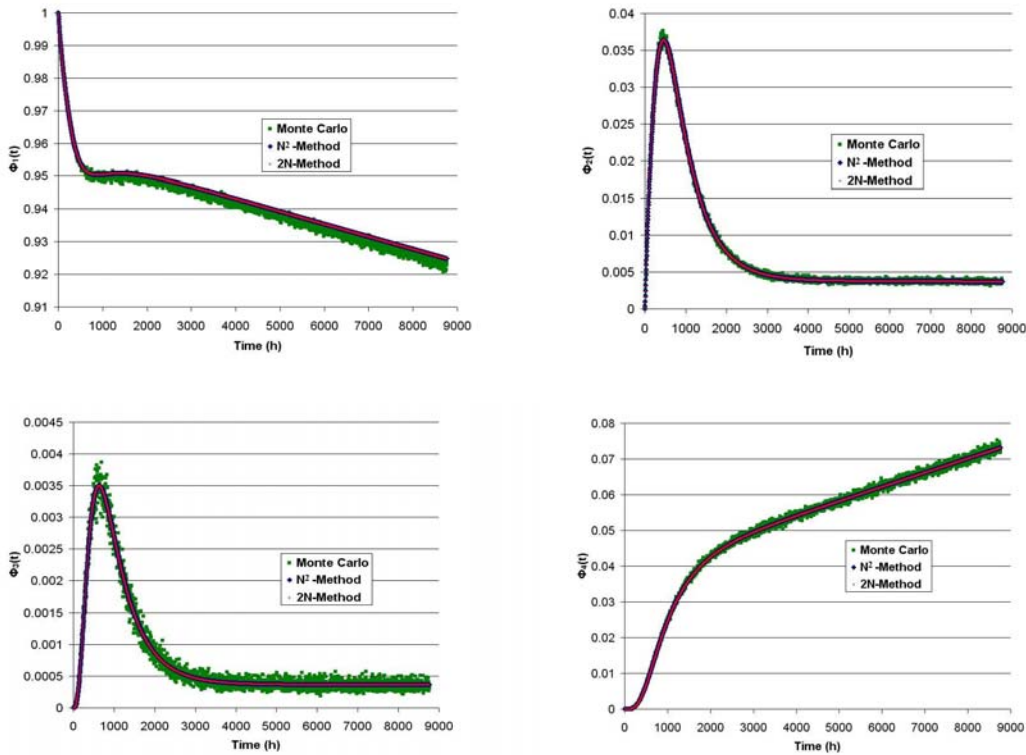 1
0.99
0.98
0.97
0.96
0.95
0.94
0.93
0.92
0.91
Φ1(t)
Monte Carlo
N² -Method
2N-Method
0 1000 2000 3000 4000 5000 6000 7000 8000 9000
Time (h)
0.04
0.035
0.03
0.025
0.02
0.015
0.01
0.005
0
Φ2(t)
Monte Carlo
N² -Method
2N-Method
0 1000 2000 3000 4000 5000 6000 7000 8000 9000
Time (h)
0.0045
0.004
0.0035
0.003
0.0025
0.002
0.0015
0.001
0.0005
0
Φ3(t)
Monte Carlo
N² -Method
2N-Method
0 1000 2000 3000 4000 5000 6000 7000 8000 9000
Time (h)
0.08
0.07
0.06
0.05
0.04
0.03
0.02
0.01
0
Φ4(t)
Monte Carlo
N² -Method
2N-Method
0 1000 2000 3000 4000 5000 6000 7000 8000 9000
Time (h)